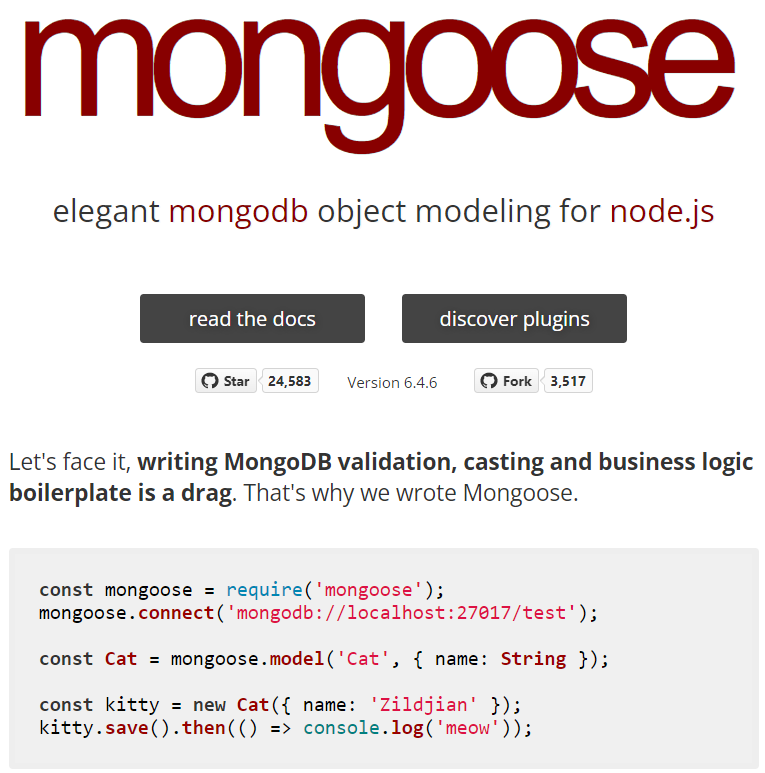 mongoose
elegant mongodb object modeling for node.js
read the docs discover plugins
Star 24,583 Version 6.4.6 Fork 3,517
Let's face it, writing MongoDB validation, casting and business logic
boilerplate is a drag. That's why we wrote Mongoose.
const mongoose = require('mongoose');
mongoose.connect('mongodb://localhost:27017/test');
const Cat = mongoose.model('Cat', { name: String });
const kitty = new Cat({ name: 'Zildjian' });
kitty.save().then(() => console.log('meow'));